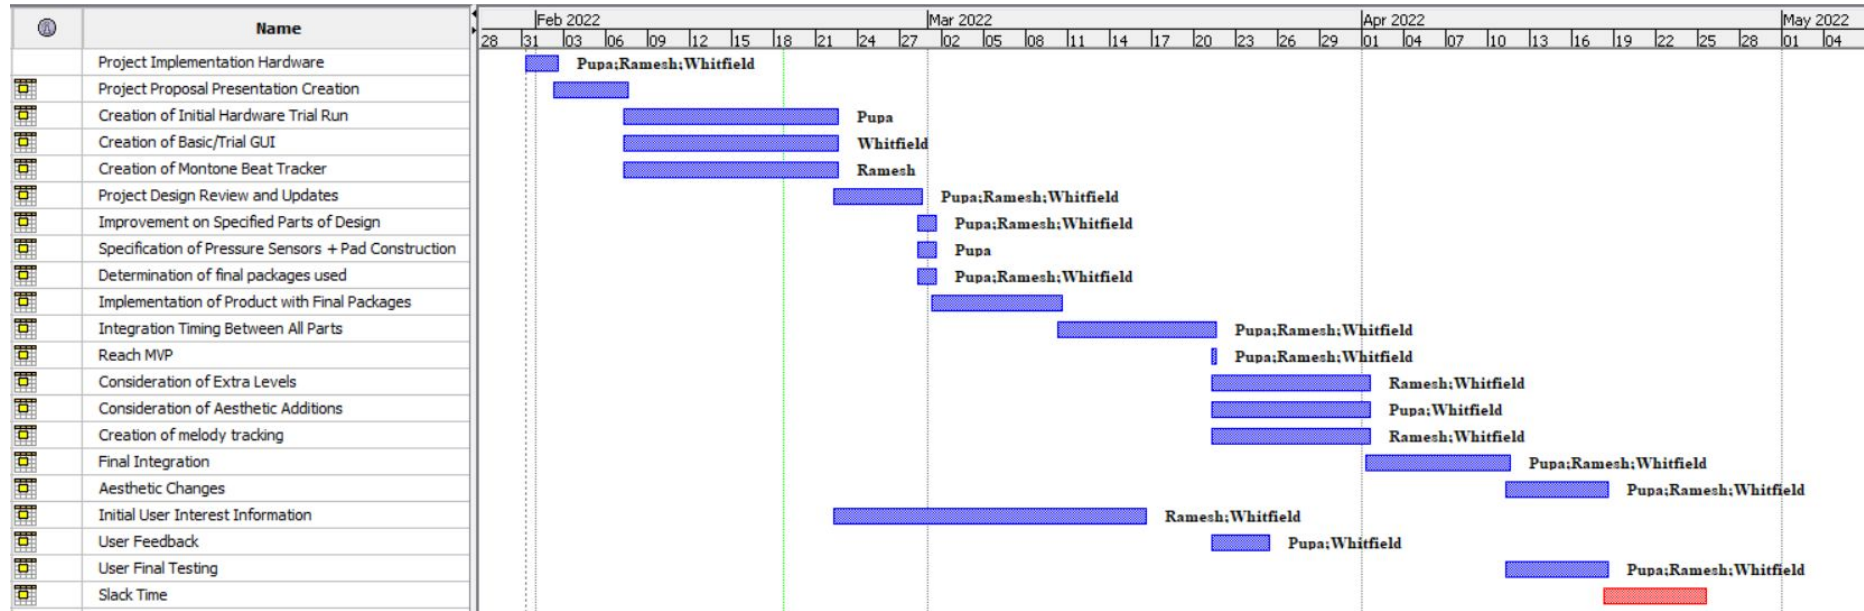 Name
Feb 2022 Mar 2022 Apr 2022 May 2022
28 31 03 06 09 12 15 18 21 24 27 02 05 08 11 14 17 20 23 26 29 01 04 07 10 13 16 19 22 25 28 01 04
Project Implementation Hardware Pupa;Ramesh;Whitfield
Project Proposal Presentation Creation
Creation of Initial Hardware Trial Run Pupa
Creation of Basic/Trial GUI Whitfield
Creation of Montone Beat Tracker Ramesh
Project Design Review and Updates Pupa;Ramesh;Whitfield
Improvement on Specified Parts of Design Pupa;Ramesh;Whitfield
Specification of Pressure Sensors + Pad Construction Pupa
Determination of final packages used Pupa;Ramesh;Whitfield
Implementation of Product with Final Packages
Integration Timing Between All Parts Pupa;Ramesh;Whitfield
Reach MVP Pupa;Ramesh;Whitfield
Consideration of Extra Levels Ramesh;Whitfield
Consideration of Aesthetic Additions Pupa;Whitfield
Creation of melody tracking Ramesh;Whitfield
Final Integration Pupa;Ramesh;Whitfield
Aesthetic Changes Pupa;Ramesh;Whitfield
Initial User Interest Information Ramesh;Whitfield
User Feedback Pupa;Whitfield
User Final Testing Pupa;Ramesh;Whitfield
Slack Time